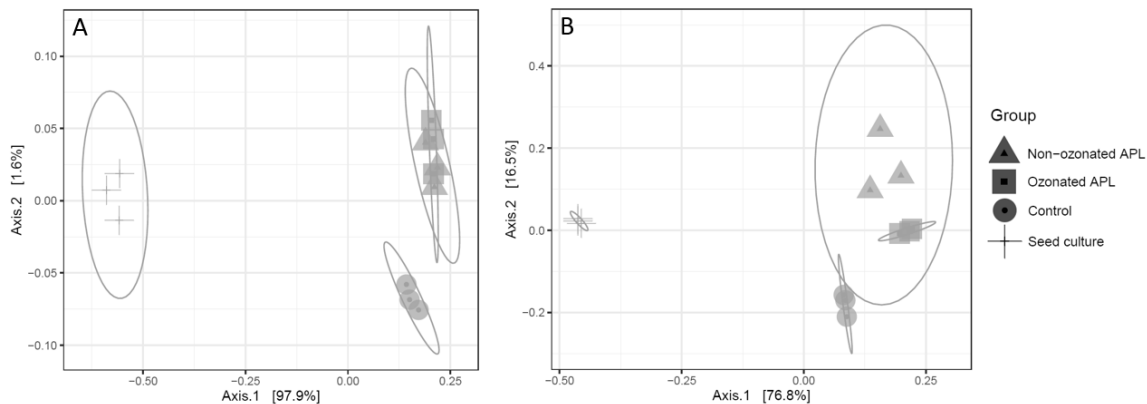 A
0.10
0.05
0.00
-0.05
-0.10
Axis.2 [1.6%]
-0.50
-0.25
0.00
0.25
Axis.1 [97.9%]
B
0.4
0.2
0.0
-0.2
Axis.2 [16.5%]
-0.50
-0.25
0.00
0.25
Axis.1 [76.8%]
Group
Non-ozonated APL
Ozonated APL
Control
Seed culture